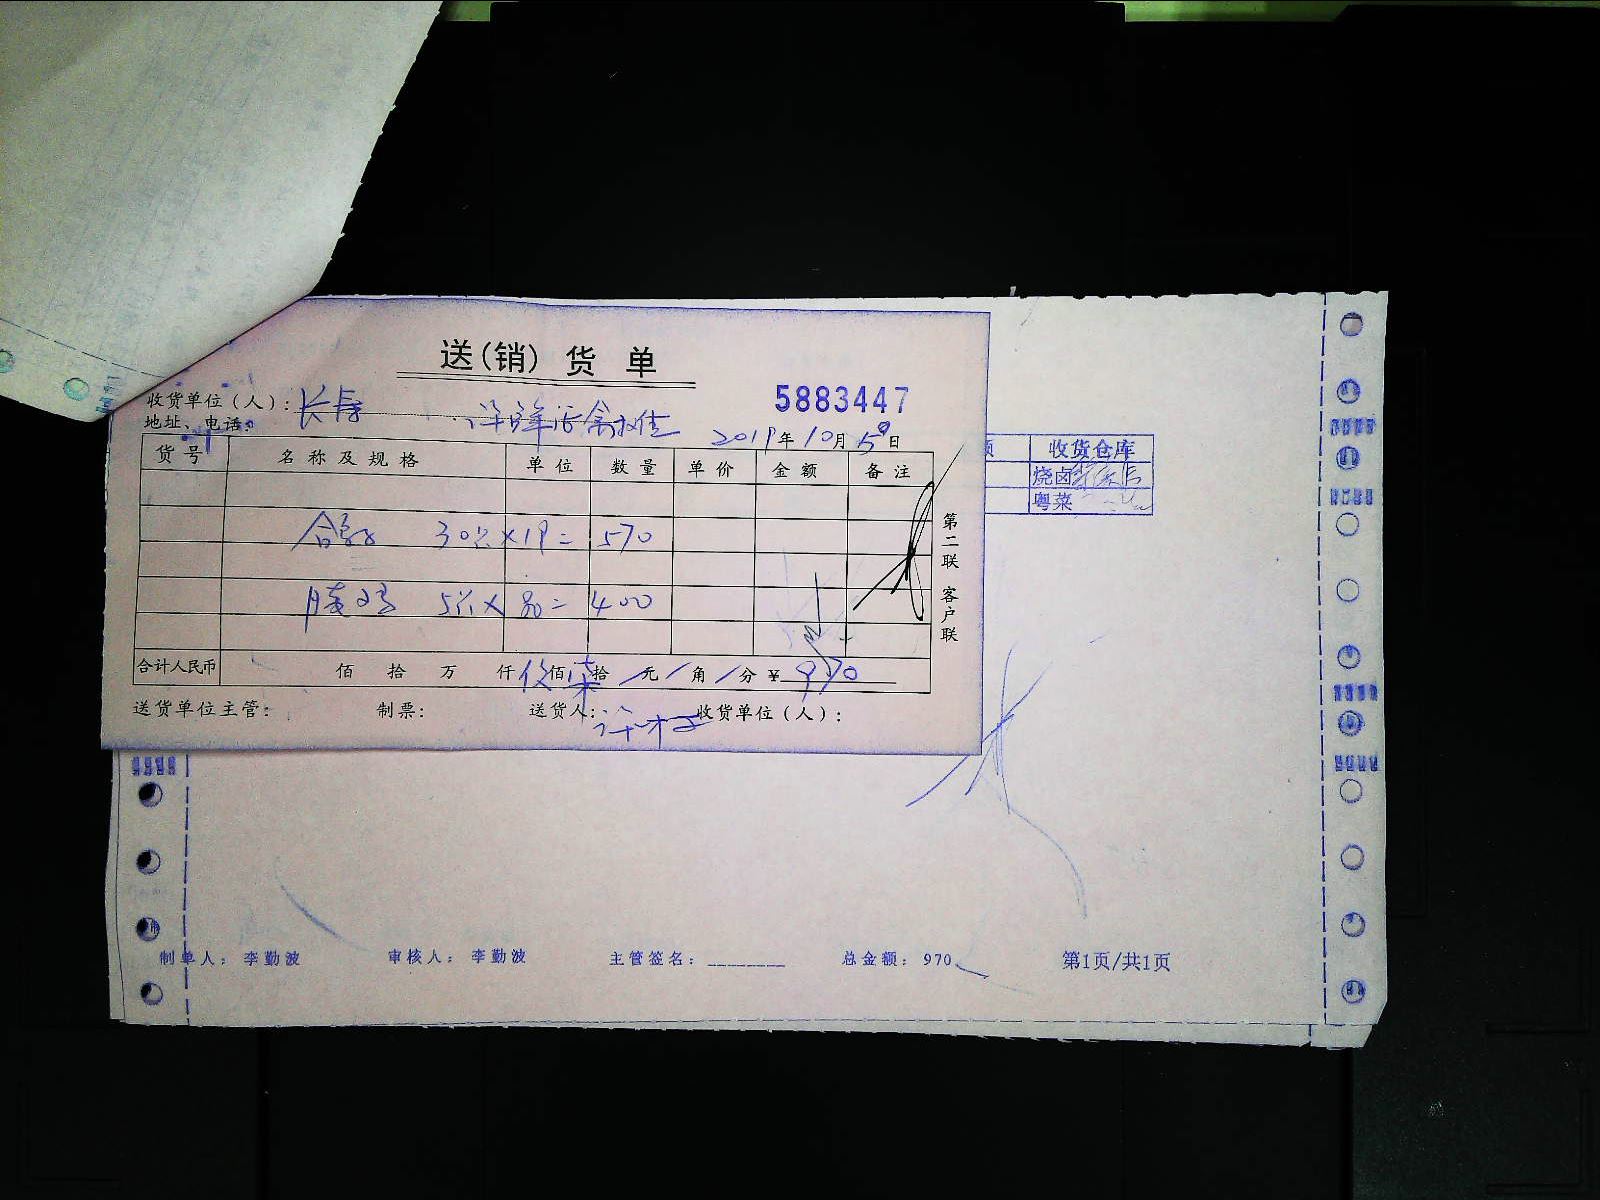 送(销)货单
5883447
收货单位(人):长
地址、电话:
2019年10月5日
货号 名称及规格 单位 数量 单价 金额 备注
30只×19=570
5只×80=400
合计人民币 佰 拾 万 仟 佰 柒拾 元 角 分 ¥ 970
送货单位主管: 制票: 送货人: 收货单位(人):
第二联 客户联
收货仓库
烧卤
粤菜
制单人:李勤波 审核人:李勤波 主管签名:________ 总金额:970 第1页/共1页